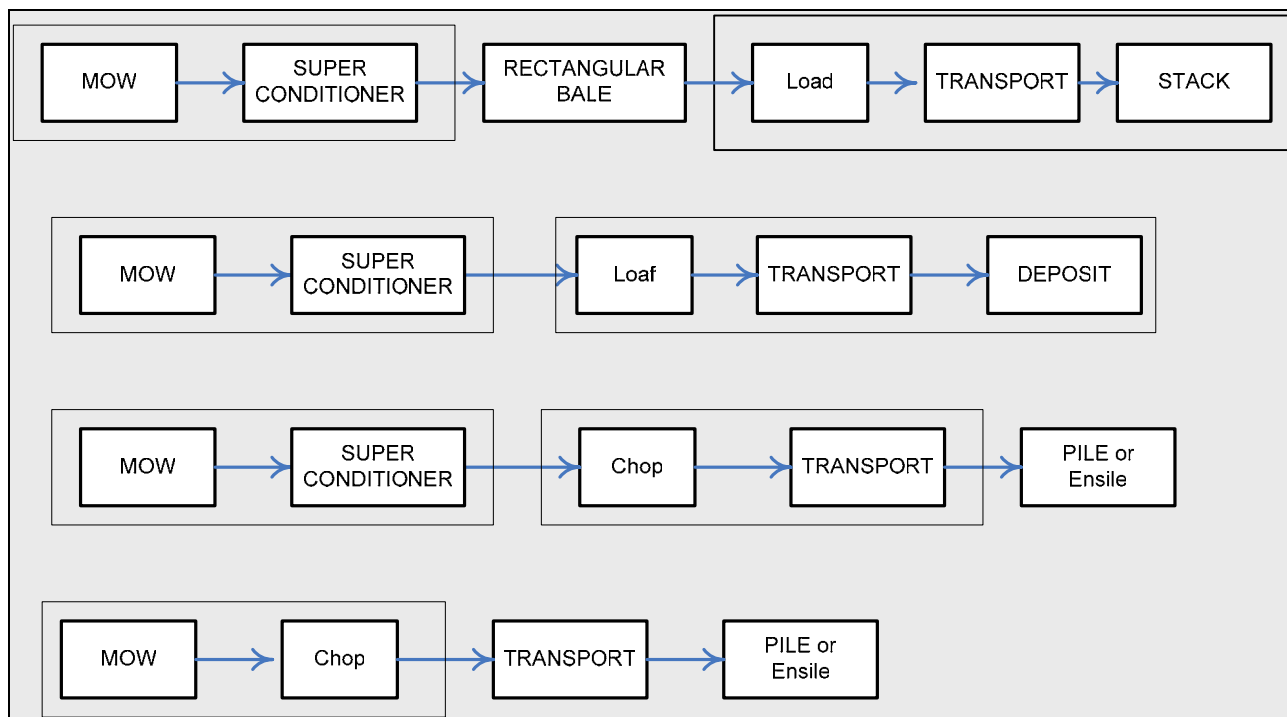 MOW
SUPER
CONDITIONER
RECTANGULAR
BALE
Load
TRANSPORT
STACK
MOW
SUPER
CONDITIONER
Loaf
TRANSPORT
DEPOSIT
MOW
SUPER
CONDITIONER
Chop
TRANSPORT
PILE or
Ensile
MOW
Chop
TRANSPORT
PILE or
Ensile